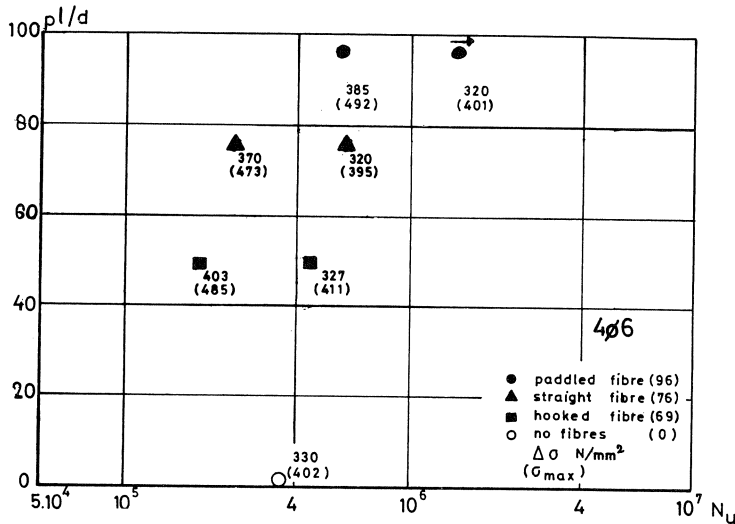 pl/d
100
80
60
40
20
0
385
(492)
320
(401)
370
(473)
320
(395)
403
(485)
327
(411)
330
(402)
4ø6
● paddled fibre (96)
▲ straight fibre (76)
■ hooked fibre (69)
○ no fibres (0)
Δσ N/mm²
(σmax)
5.10⁴ 10⁵ 4 10⁶ 4 10⁷ Nu